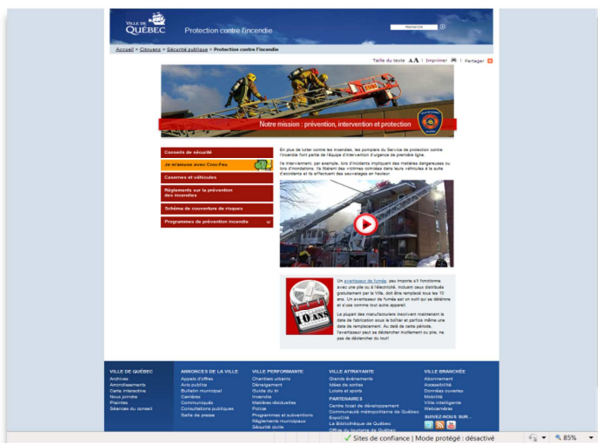 VILLE DE
QUÉBEC
Protection contre l'incendie
Accueil > Citoyens > Sécurité publique > Protection contre l'incendie
Taille du texte AA | Imprimer | Partager
Notre mission : prévention, intervention et protection
Conseils de sécurité
Je m'amuse avec
Casernes et véhicules
Règlements sur la prévention
des incendies
Schéma de couverture de risques
Programmes de prévention incendie
En plus de lutter contre les incendies, les pompiers du Service de protection contre
l'incendie font partie de l'équipe d'intervention d'urgence de première ligne.
Ils interviennent, par exemple, lors d'incidents impliquant des matières dangereuses ou
lors d'inondations. Ils libèrent des victimes coincées dans leurs véhicules à la suite
d'accidents et ils effectuent des sauvetages en hauteur.
10 ANS
Un avertisseur de fumée, peu importe s'il fonctionne
avec une pile ou à l'électricité, incluant ceux distribués
gratuitement par la Ville, doit être remplacé tous les 10
ans. Un avertisseur de fumée est un outil qui se détériore
et s'use comme tout autre appareil.
La plupart des manufacturiers inscrivent maintenant la
date de fabrication sous le boîtier et parfois même une
date de remplacement. Au delà de cette période,
l'avertisseur peut se déclencher inutilement ou pire, ne
pas se déclencher du tout!
VILLE DE QUÉBEC
Archives
Arrondissements
Carte interactive
Nous joindre
Plaintes
Séances du conseil
ANNONCES DE LA VILLE
Appels d'offres
Avis publics
Bulletin municipal
Carrières
Communiqués
Consultations publiques
Salle de presse
VILLE PERFORMANTE
Chantiers urbains
Déneigement
Guide du tri
Incendie
Matières résiduelles
Police
Programmes et subventions
Règlements municipaux
Sécurité civile
VILLE ATTRAYANTE
Grands événements
Idées de sorties
Loisirs et sports
PARTENAIRES
Centre local de développement
Communauté métropolitaine de Québec
ExpoCité
La Bibliothèque de Québec
Office du tourisme de Québec
VILLE BRANCHÉE
Abonnement
Accessibilité
Données ouvertes
Mobilité
Ville intelligente
Webcaméras
SUIVEZ-NOUS SUR...
Sites de confiance | Mode protégé : désactivé
85%